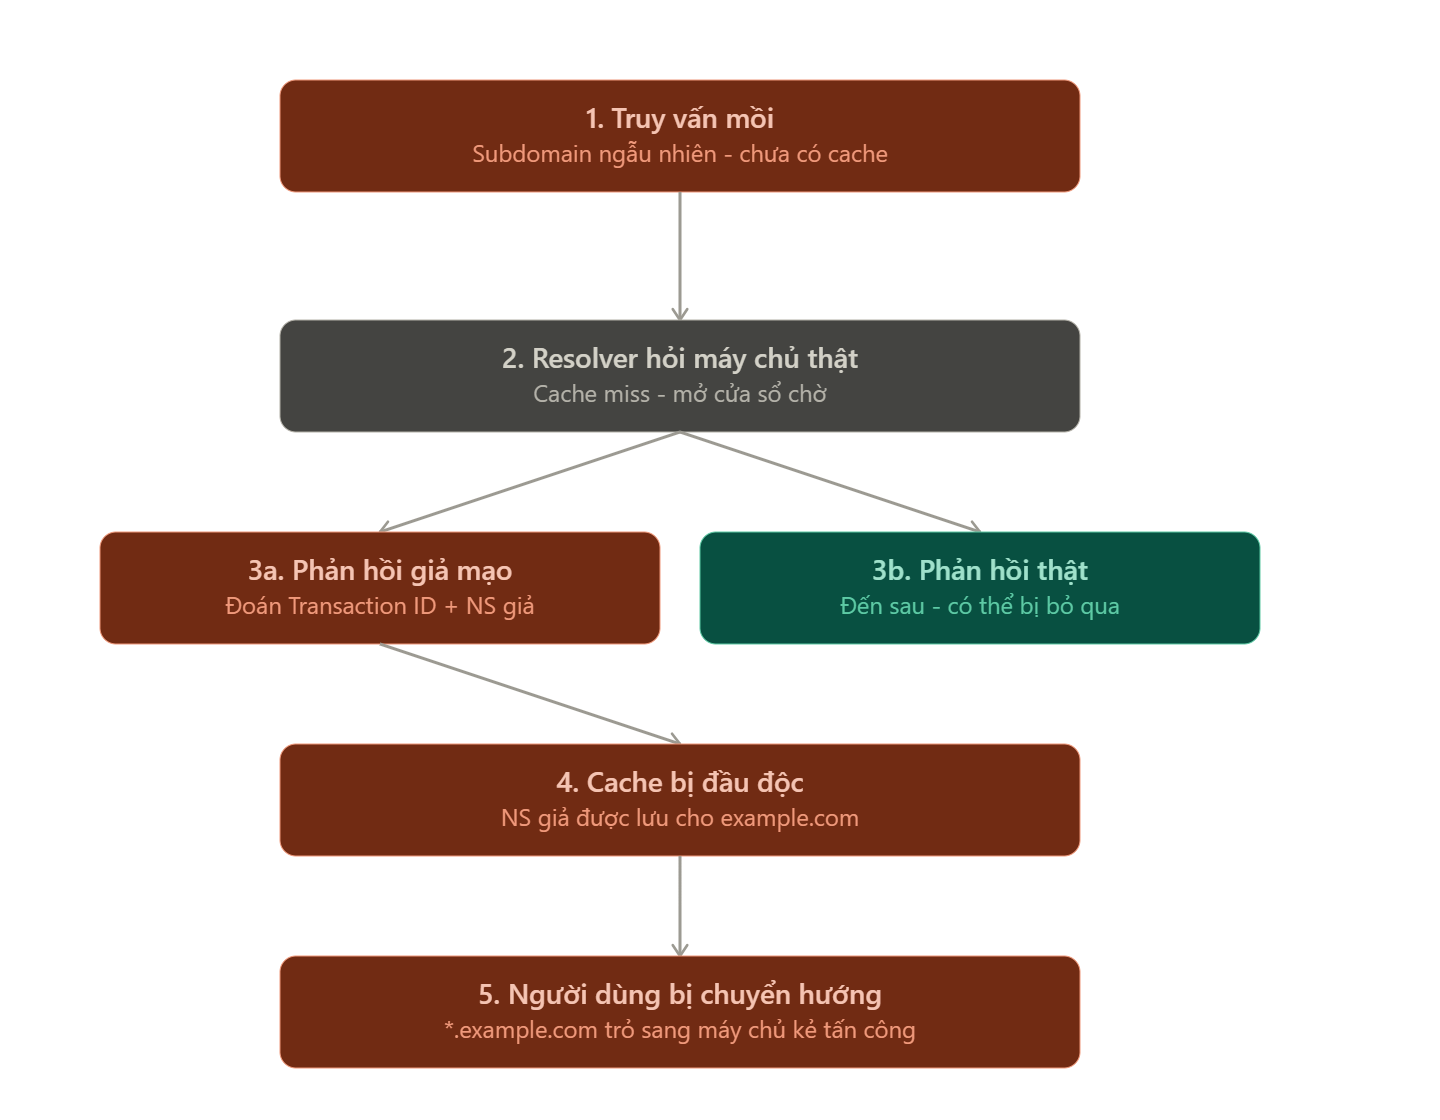 1. Truy vấn mồi
Subdomain ngẫu nhiên - chưa có cache
2. Resolver hỏi máy chủ thật
Cache miss - mở cửa sổ chờ
3a. Phản hồi giả mạo
Đoán Transaction ID + NS giả
3b. Phản hồi thật
Đến sau - có thể bị bỏ qua
4. Cache bị đầu độc
NS giả được lưu cho example.com
5. Người dùng bị chuyển hướng
*.example.com trỏ sang máy chủ kẻ tấn công